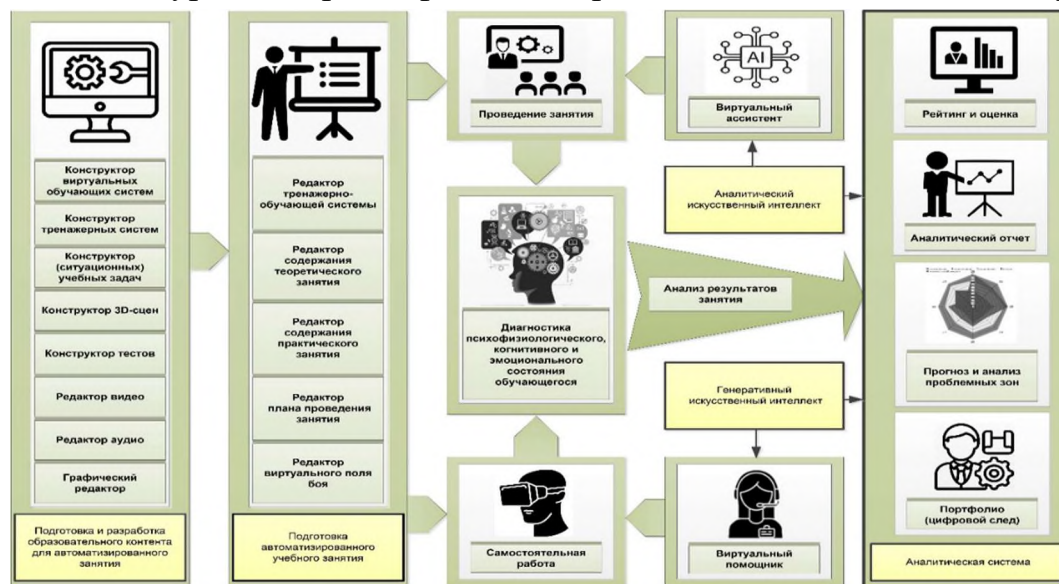 Конструктор
виртуальных
обучающих систем
Конструктор
тренажерных систем
Конструктор
(ситуационных)
учебных задач
Конструктор 3D-сцен
Конструктор тестов
Редактор видео
Редактор аудио
Графический
редактор
Подготовка и разработка
образовательного контента
для автоматизированного
занятия
Редактор
тренажерно-
обучающей системы
Редактор
содержания
теоретического
занятия
Редактор
содержания
практического
занятия
Редактор
плана проведения
занятия
Редактор
виртуального поля
боя
Подготовка
автоматизированного
учебного занятия
Проведение занятия
Диагностика
психофизиологического,
когнитивного и
эмоционального
состояния
обучающегося
Самостоятельная
работа
AI
Виртуальный
ассистент
Аналитический
искусственный интеллект
Анализ результатов
занятия
Генеративный
искусственный интеллект
Виртуальный
помощник
Рейтинг и оценка
Аналитический отчет
Прогноз и анализ
проблемных зон
Портфолио
(цифровой след)
Аналитическая система